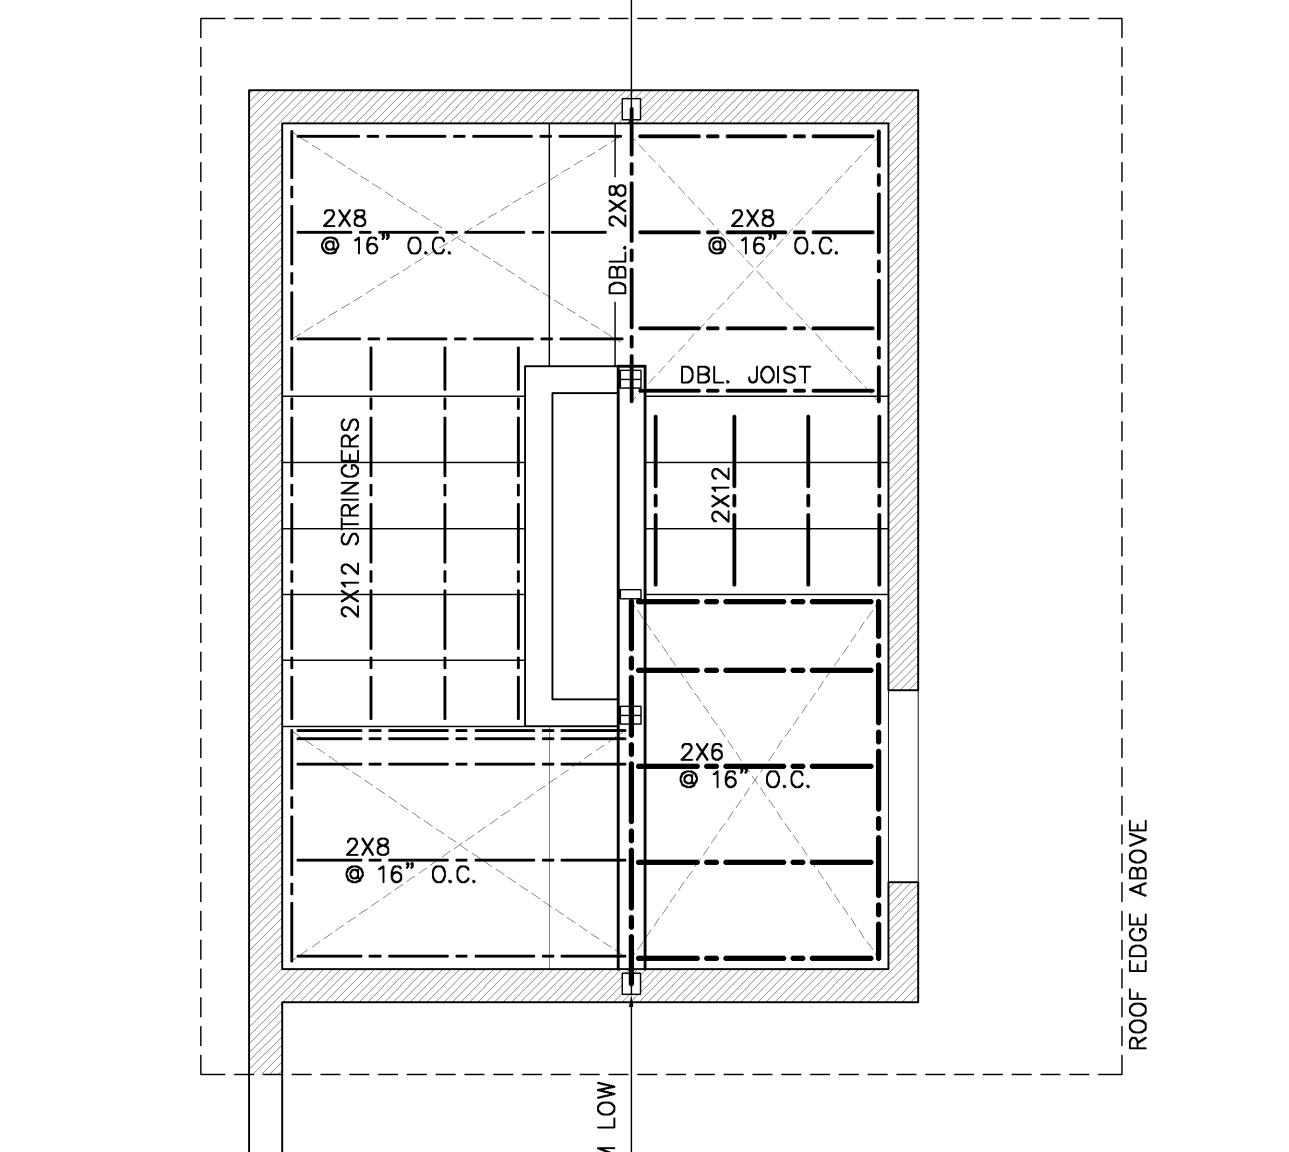 2X8
@ 16" O.C.
DBL. 2X8
2X8
@ 16" O.C.
DBL. JOIST
2X12 STRINGERS
2X12
2X6
@ 16" O.C.
2X8
@ 16" O.C.
ROOF EDGE ABOVE
LOW